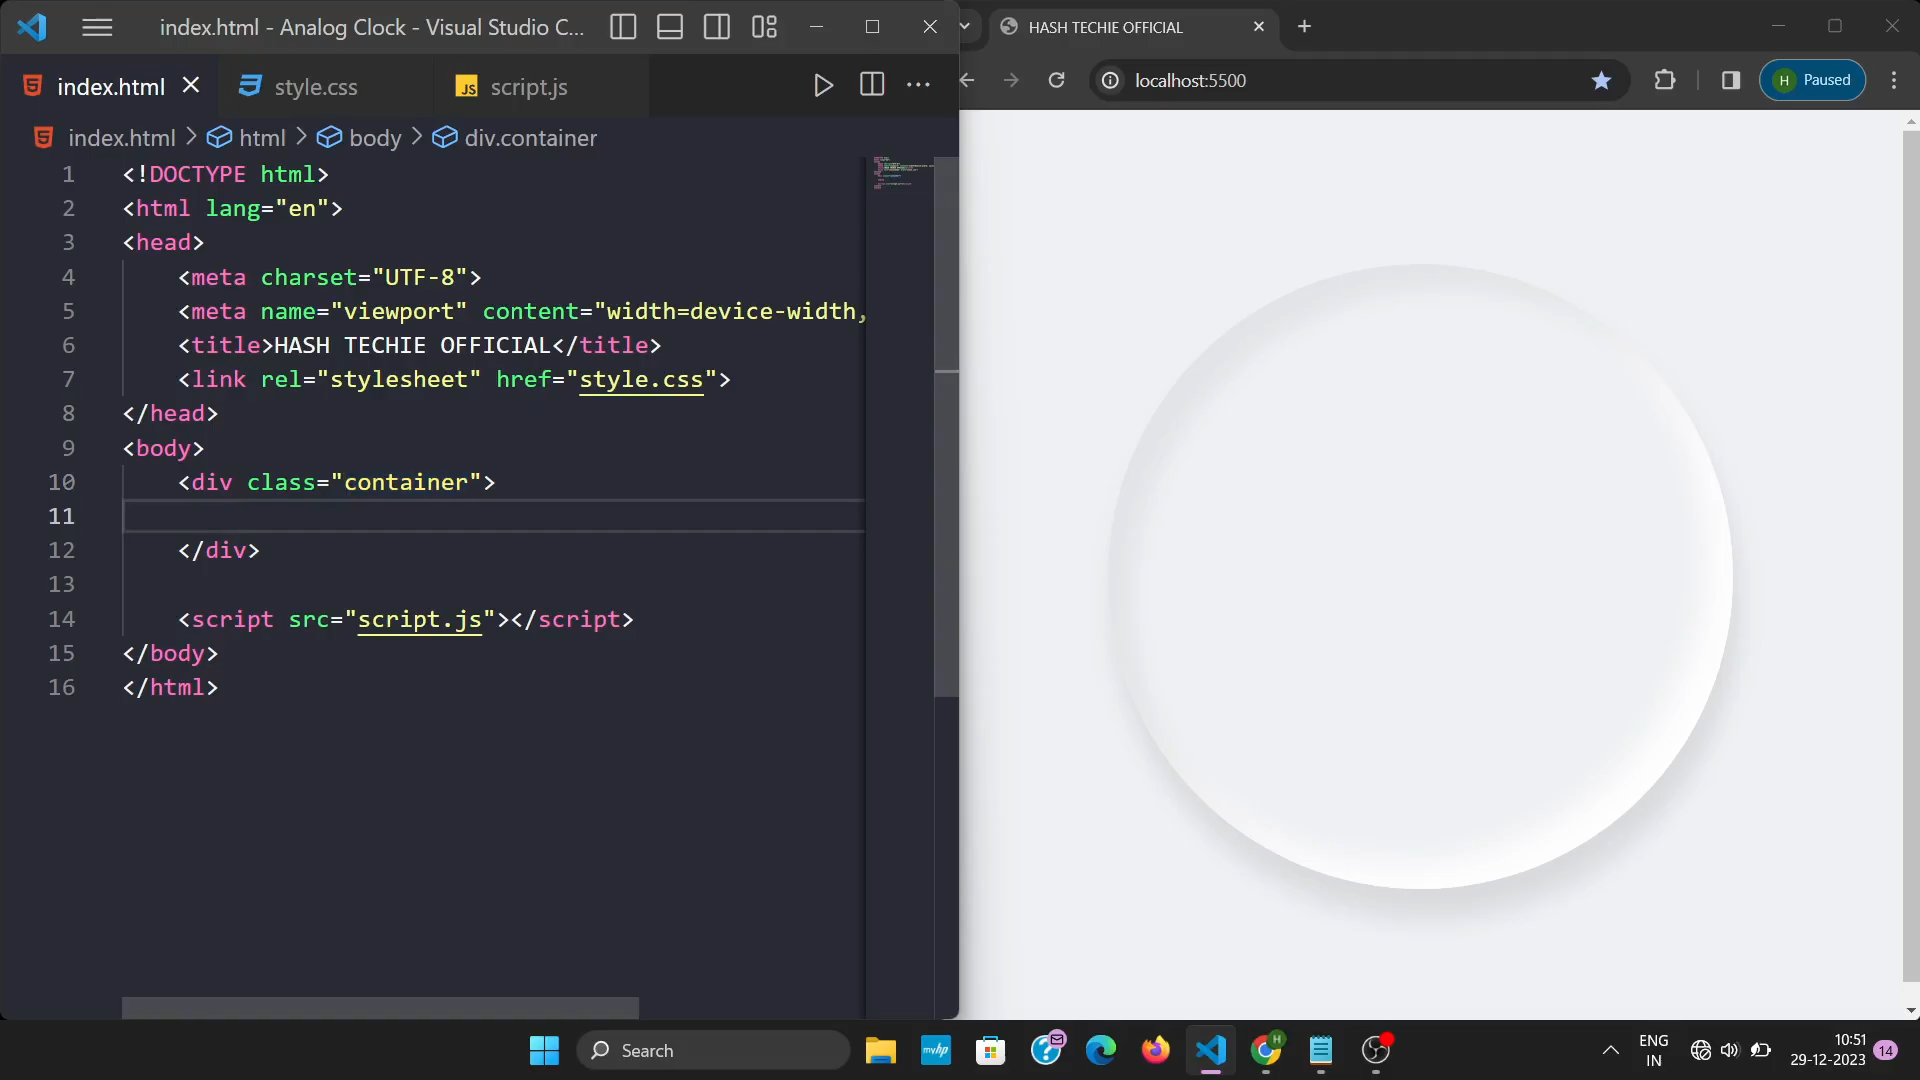 index.html - Analog Clock - Visual Studio C...
index.html
style.css
JS script.js
index.html > html > body > div.container
1 <!DOCTYPE html>
2 <html lang="en">
3 <head>
4 <meta charset="UTF-8">
5 <meta name="viewport" content="width=device-width,
6 <title>HASH TECHIE OFFICIAL</title>
7 <link rel="stylesheet" href="style.css">
8 </head>
9 <body>
10 <div class="container">
11
12 </div>
13
14 <script src="script.js"></script>
15 </body>
16 </html>
HASH TECHIE OFFICIAL
localhost:5500
H Paused
Search
myhp
H
ENG
IN
10:51
29-12-2023
14